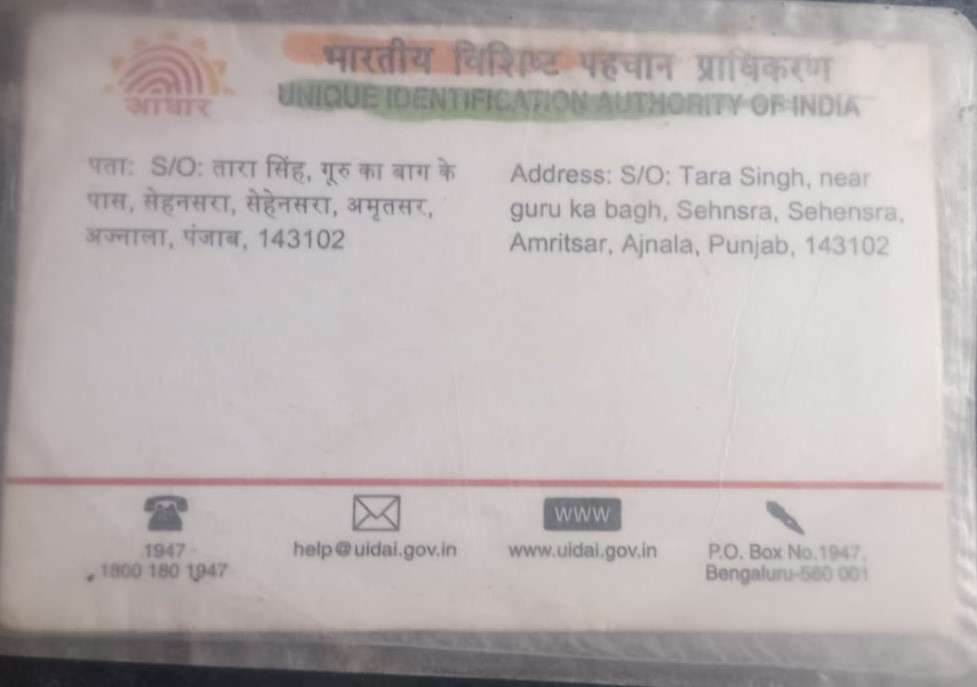 भारतीय विशिष्ट पहचान प्राधिकरण
आधार
UNIQUE IDENTIFICATION AUTHORITY OF INDIA
पता: S/O: तारा सिंह, गूरु का बाग के
पास, सेहनसरा, सेहेनसरा, अमृतसर,
अज्नाला, पंजाब, 143102
Address: S/O: Tara Singh, near
guru ka bagh, Sehnsra, Sehensra,
Amritsar, Ajnala, Punjab, 143102
1947
1800 180 1947
help@uidai.gov.in
www
www.uidai.gov.in
P.O. Box No.1947,
Bengaluru-560 001